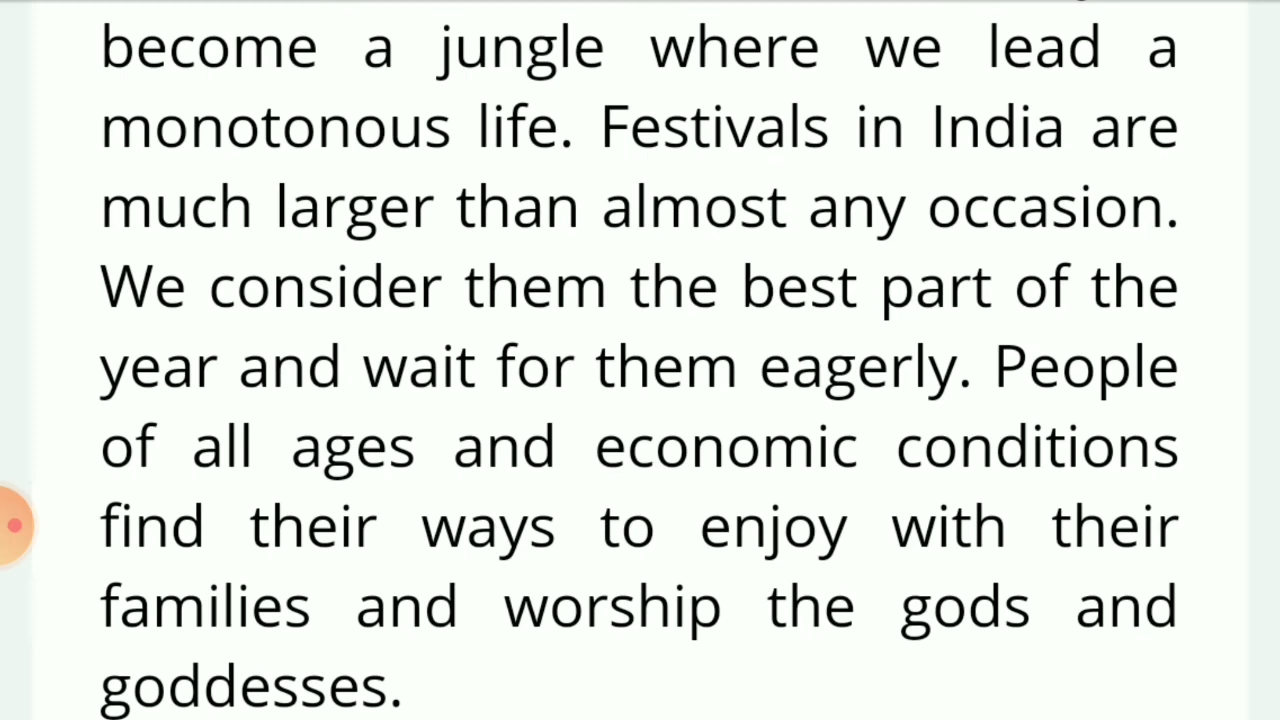 become a jungle where we lead a
monotonous life. Festivals in India are
much larger than almost any occasion.
We consider them the best part of the
year and wait for them eagerly. People
of all ages and economic conditions
find their ways to enjoy with their
families and worship the gods and
goddesses.